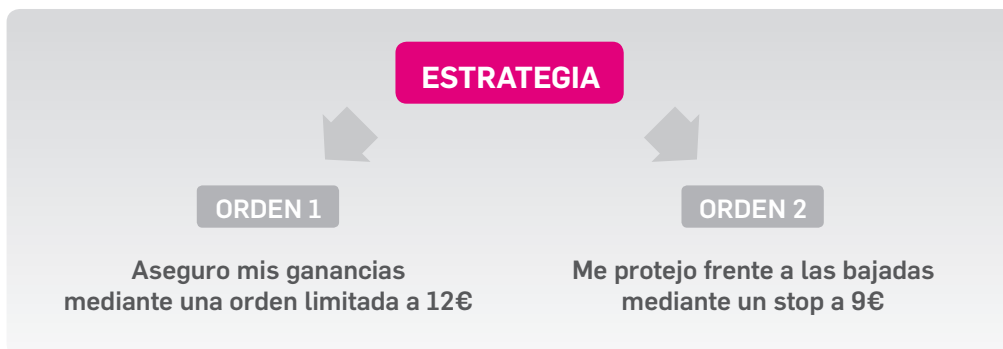 ESTRATEGIA
ORDEN 1
Aseguro mis ganancias
mediante una orden limitada a 12€
ORDEN 2
Me protejo frente a las bajadas
mediante un stop a 9€